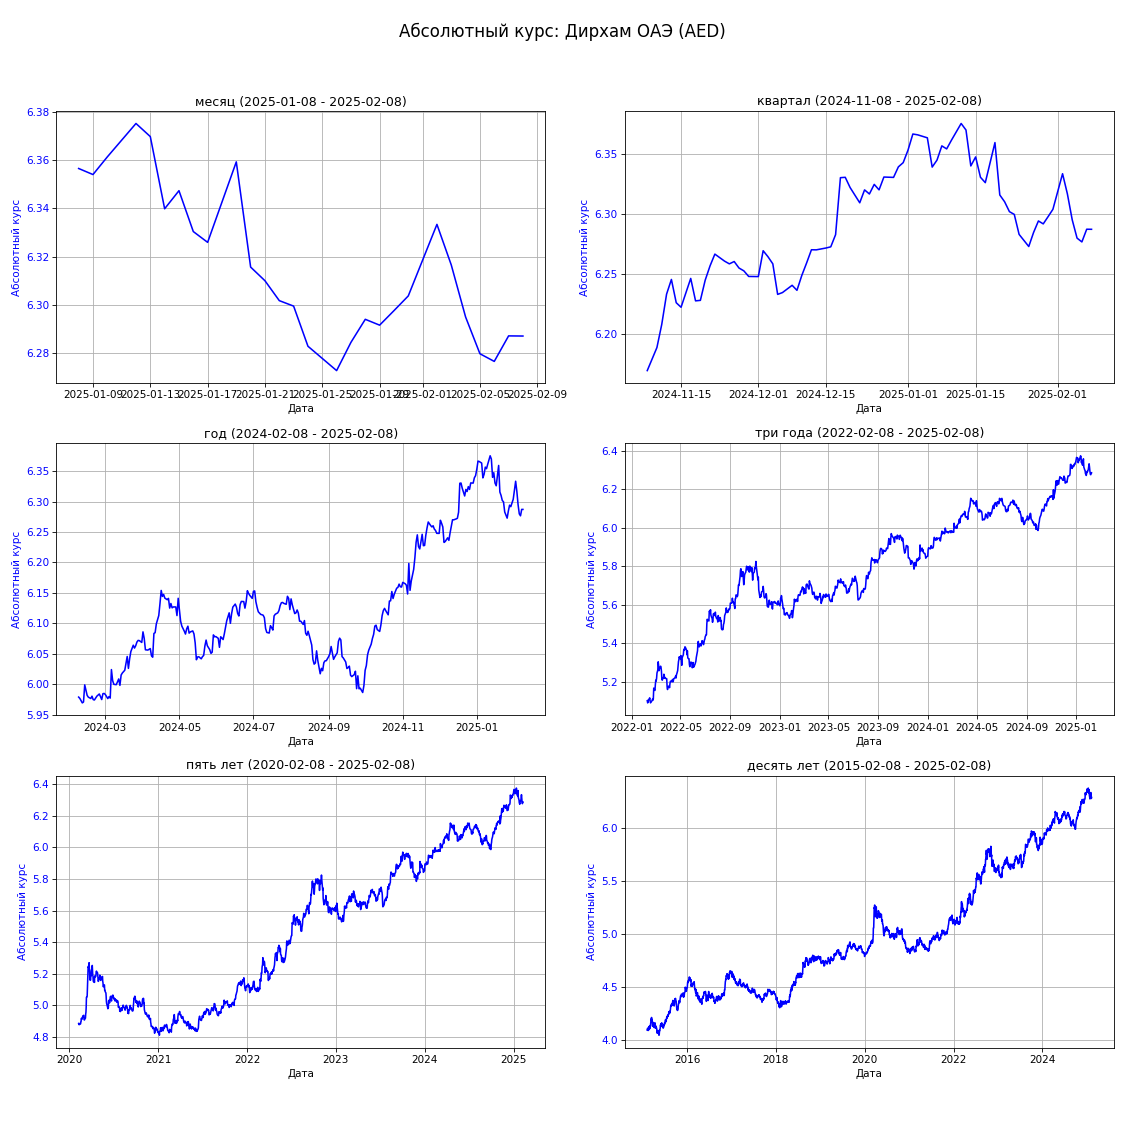 Абсолютный курс: Дирхам ОАЭ (AED)
месяц (2025-01-08 - 2025-02-08)
6.38
6.36
6.34
6.32
6.30
6.28
Абсолютный курс
2025-01-09 2025-01-13 2025-01-17 2025-01-21 2025-01-25 2025-01-29 2025-02-01 2025-02-05 2025-02-09
Дата
квартал (2024-11-08 - 2025-02-08)
6.35
6.30
6.25
6.20
Абсолютный курс
2024-11-15 2024-12-01 2024-12-15 2025-01-01 2025-01-15 2025-02-01
Дата
год (2024-02-08 - 2025-02-08)
6.35
6.30
6.25
6.20
6.15
6.10
6.05
6.00
5.95
Абсолютный курс
2024-03 2024-05 2024-07 2024-09 2024-11 2025-01
Дата
три года (2022-02-08 - 2025-02-08)
6.4
6.2
6.0
5.8
5.6
5.4
5.2
Абсолютный курс
2022-01 2022-05 2022-09 2023-01 2023-05 2023-09 2024-01 2024-05 2024-09 2025-01
Дата
пять лет (2020-02-08 - 2025-02-08)
6.4
6.2
6.0
5.8
5.6
5.4
5.2
5.0
4.8
Абсолютный курс
2020 2021 2022 2023 2024 2025
Дата
десять лет (2015-02-08 - 2025-02-08)
6.0
5.5
5.0
4.5
4.0
Абсолютный курс
2016 2018 2020 2022 2024
Дата